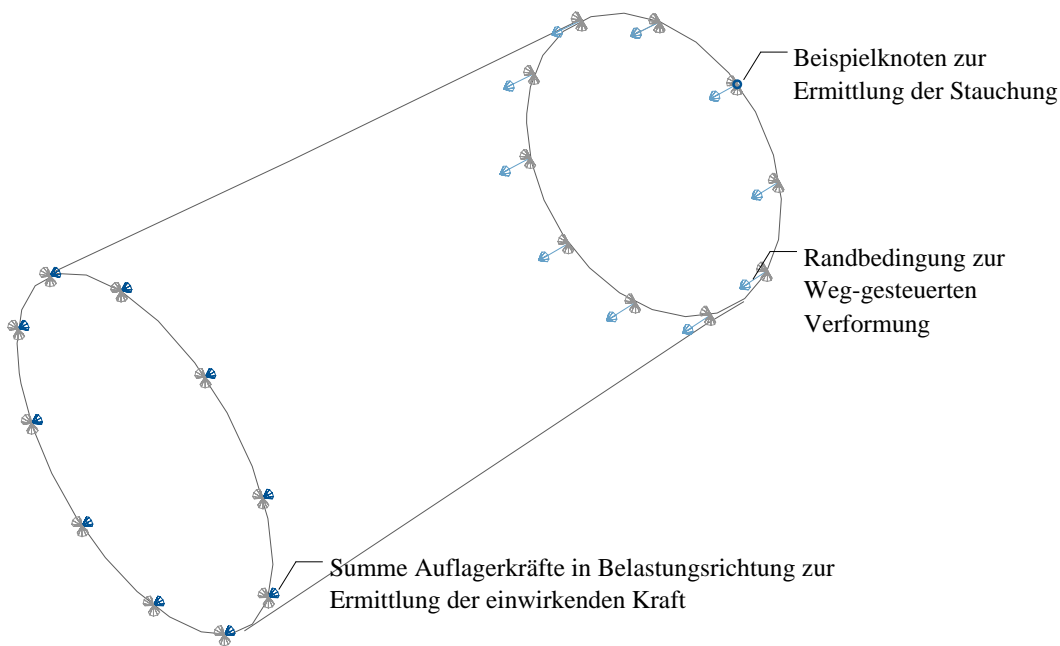 Beispielknoten zur
Ermittlung der Stauchung
Randbedingung zur
Weg-gesteuerten
Verformung
Summe Auflagerkräfte in Belastungsrichtung zur
Ermittlung der einwirkenden Kraft